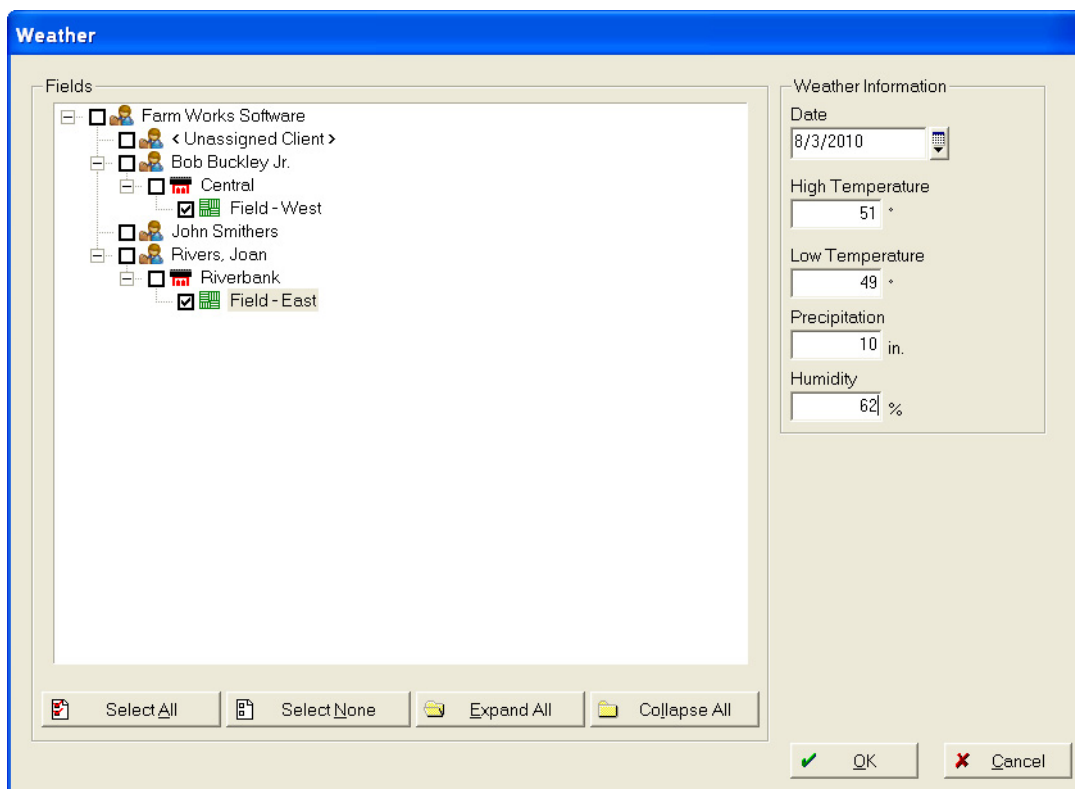 Weather
Fields
Farm Works Software
< Unassigned Client >
Bob Buckley Jr.
Central
Field - West
John Smithers
Rivers, Joan
Riverbank
Field - East
Select All
Select None
Expand All
Collapse All
Weather Information
Date
8/3/2010
High Temperature
51 °
Low Temperature
49 °
Precipitation
10 in.
Humidity
62 %
OK
Cancel